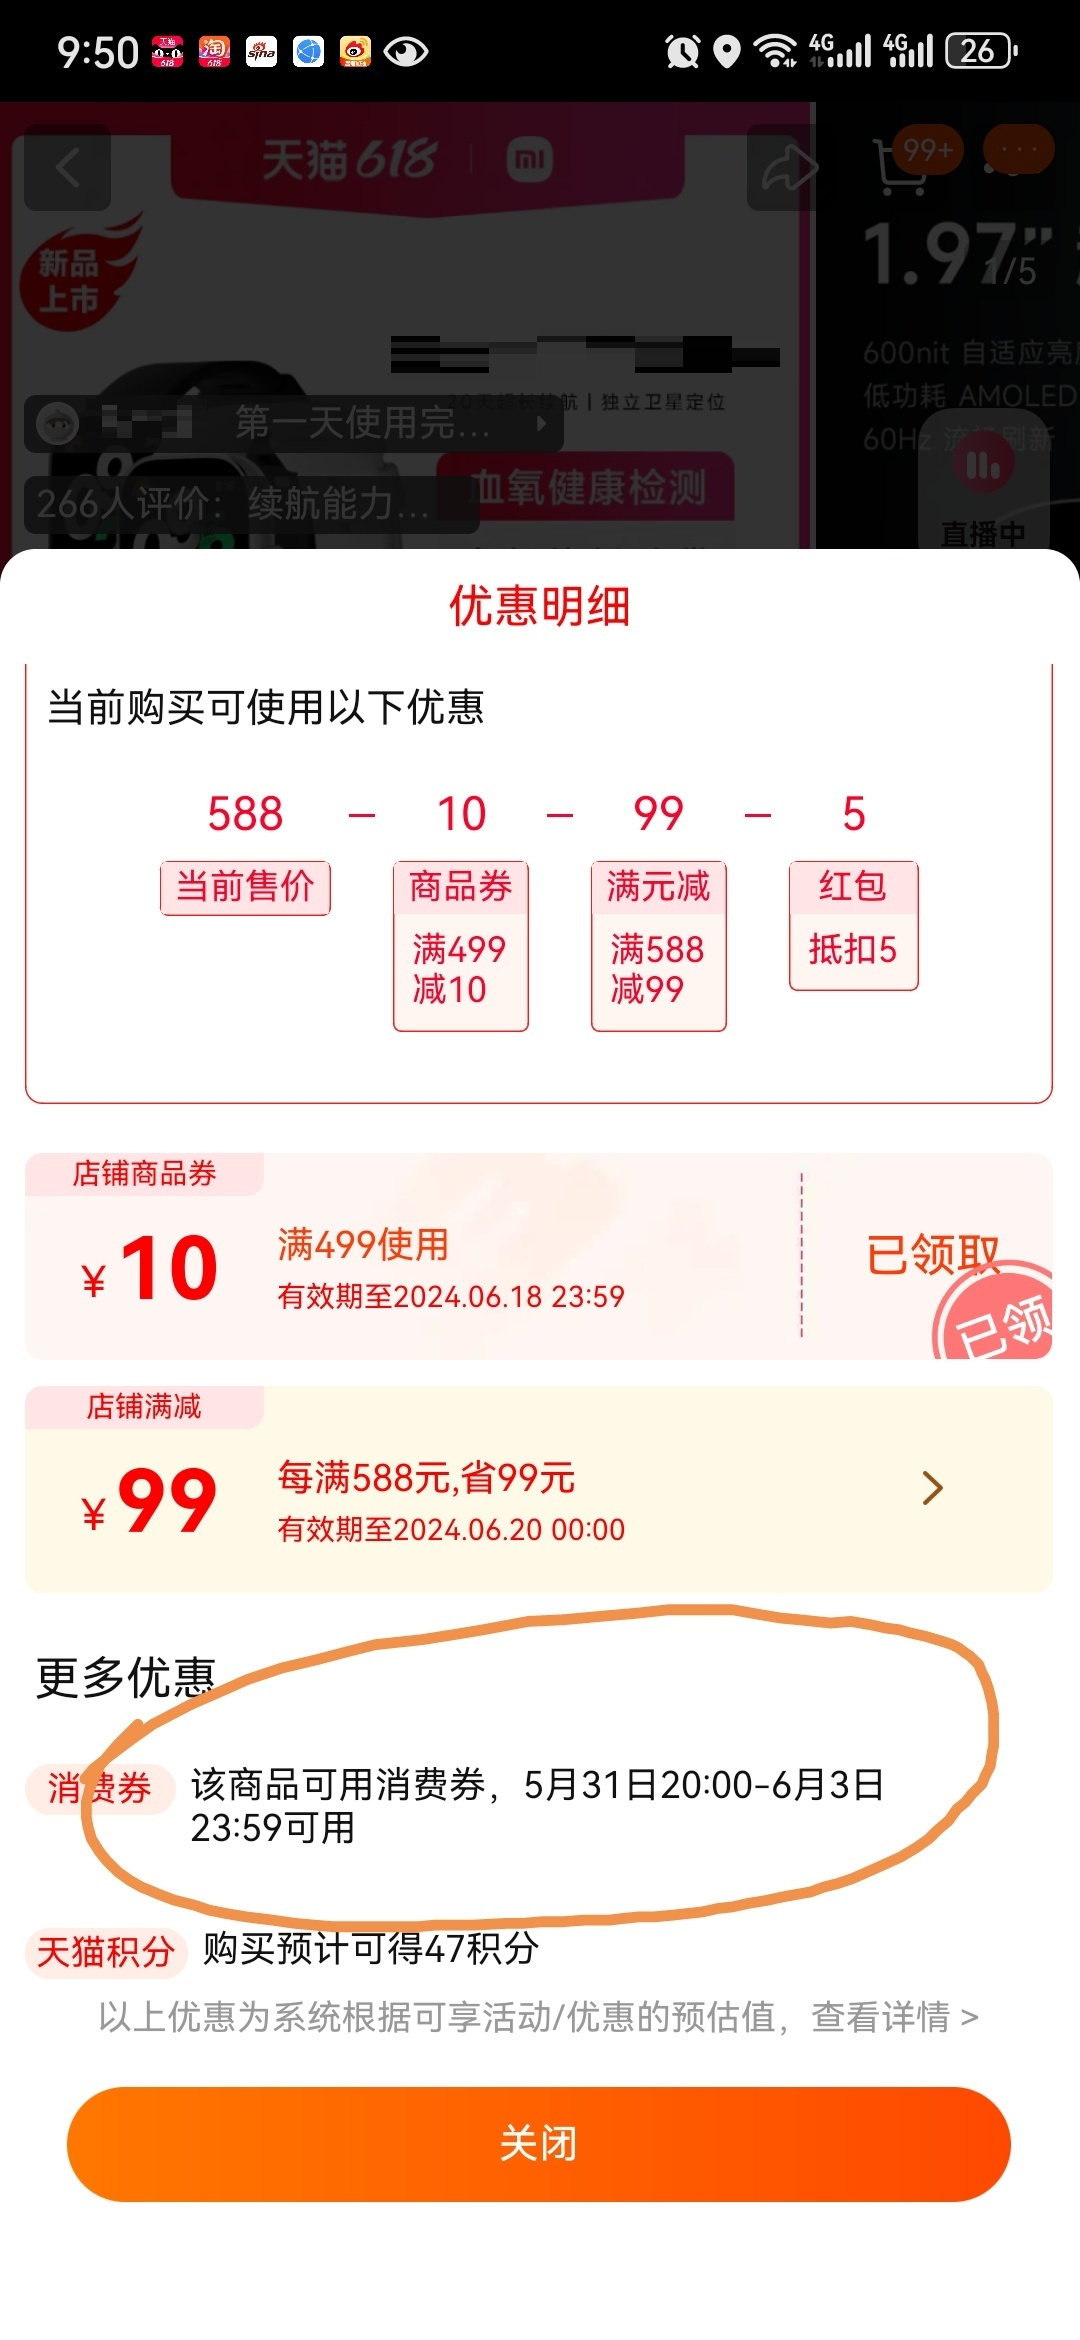 9:50
4G
4G
26
天猫618
99+
新品
上市
1.97"
1/5
600nit 自适应亮
低功耗 AMOLED
20天超长续航 | 独立卫星定位
第一天使用完...
60Hz 流畅刷新
血氧健康检测
266人评价：续航能力...
直播中
优惠明细
当前购买可使用以下优惠
588 － 10 － 99 － 5
当前售价 商品券 满元减 红包
满499 满588 抵扣5
减10 减99
店铺商品券
¥10
满499使用
有效期至2024.06.18 23:59
已领取
已领
店铺满减
¥99
每满588元,省99元
有效期至2024.06.20 00:00
更多优惠
消费券 该商品可用消费券，5月31日20:00-6月3日
23:59可用
天猫积分 购买预计可得47积分
以上优惠为系统根据可享活动/优惠的预估值，查看详情 >
关闭